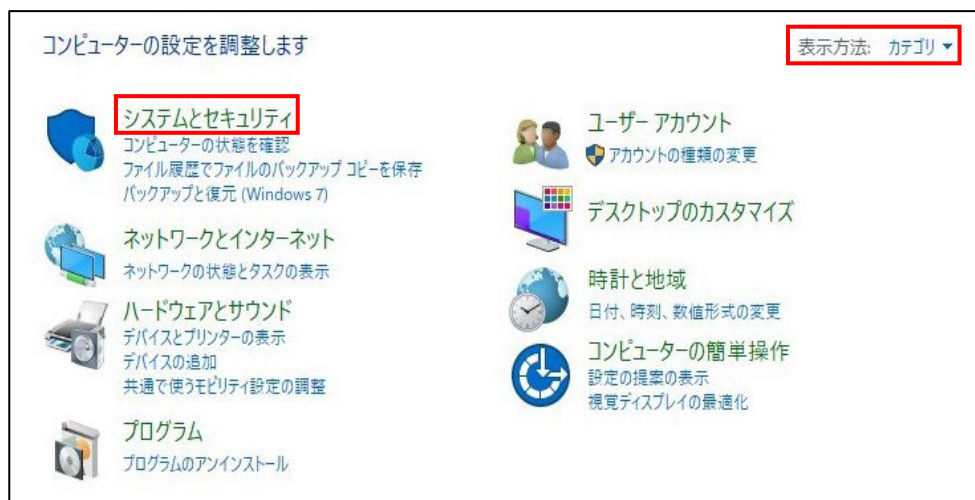 コンピューターの設定を調整します
表示方法: カテゴリ
システムとセキュリティ
コンピューターの状態を確認
ファイル履歴でファイルのバックアップ コピーを保存
バックアップと復元 (Windows 7)
ネットワークとインターネット
ネットワークの状態とタスクの表示
ハードウェアとサウンド
デバイスとプリンターの表示
デバイスの追加
共通で使うモビリティ設定の調整
プログラム
プログラムのアンインストール
ユーザー アカウント
アカウントの種類の変更
デスクトップのカスタマイズ
時計と地域
日付、時刻、数値形式の変更
コンピューターの簡単操作
設定の提案の表示
視覚ディスプレイの最適化